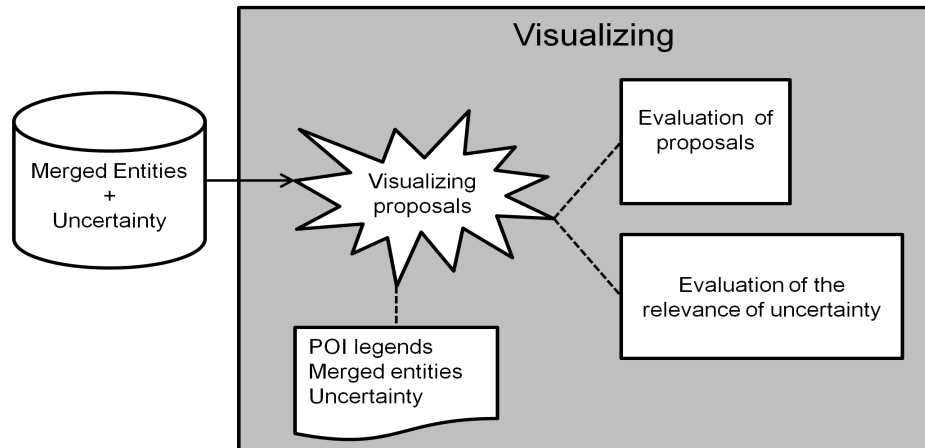 Visualizing
Merged Entities
+
Uncertainty
Visualizing
proposals
Evaluation of
proposals
Evaluation of the
relevance of uncertainty
POI legends
Merged entities
Uncertainty